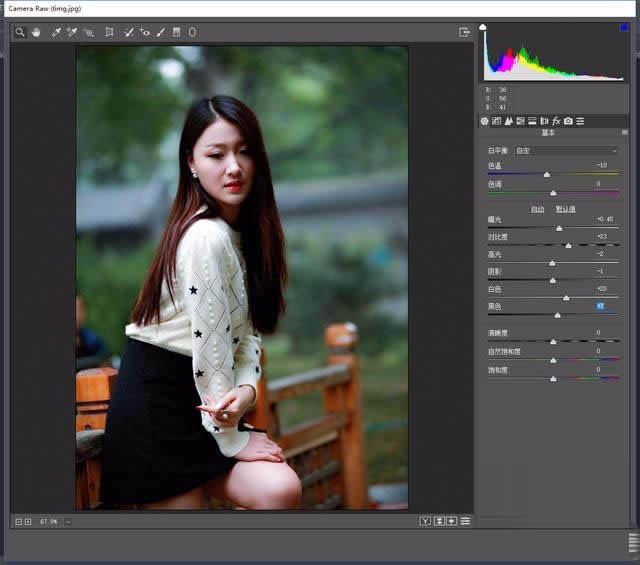 Camera Raw (timg.jpg)
R: 36
G: 56
B: 41
基本
白平衡: 自定
色温 -10
色调 0
自动 默认值
曝光 +0.45
对比度 +23
高光 -2
阴影 -1
白色 +20
黑色 +7
清晰度 0
自然饱和度 0
饱和度 0
67.9%